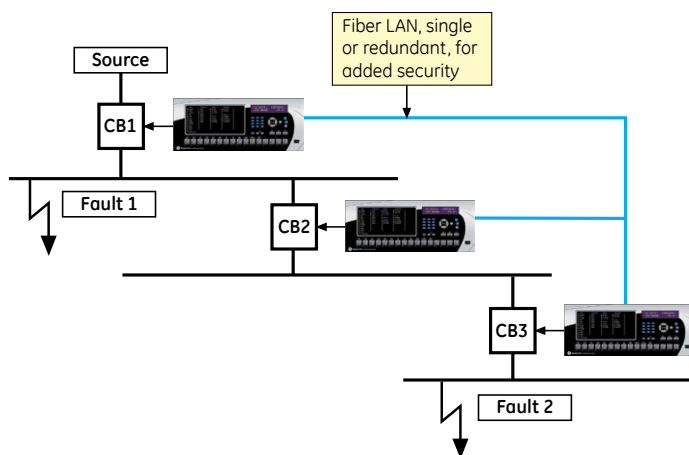 Fiber LAN, single
or redundant, for
added security
Source
CB1
Fault 1
CB2
CB3
Fault 2